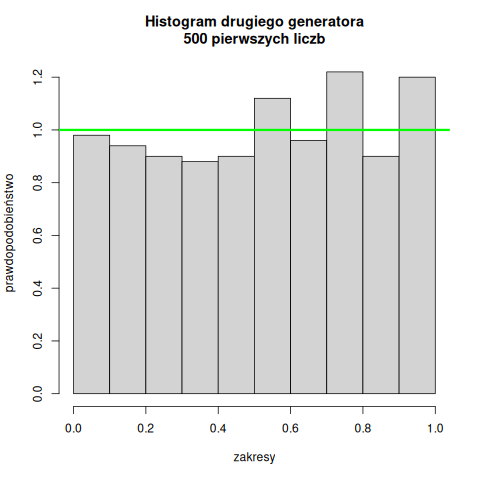 Histogram drugiego generatora
500 pierwszych liczb
prawdopodobieństwo
1.2
1.0
0.8
0.6
0.4
0.2
0.0
0.0 0.2 0.4 0.6 0.8 1.0
zakresy